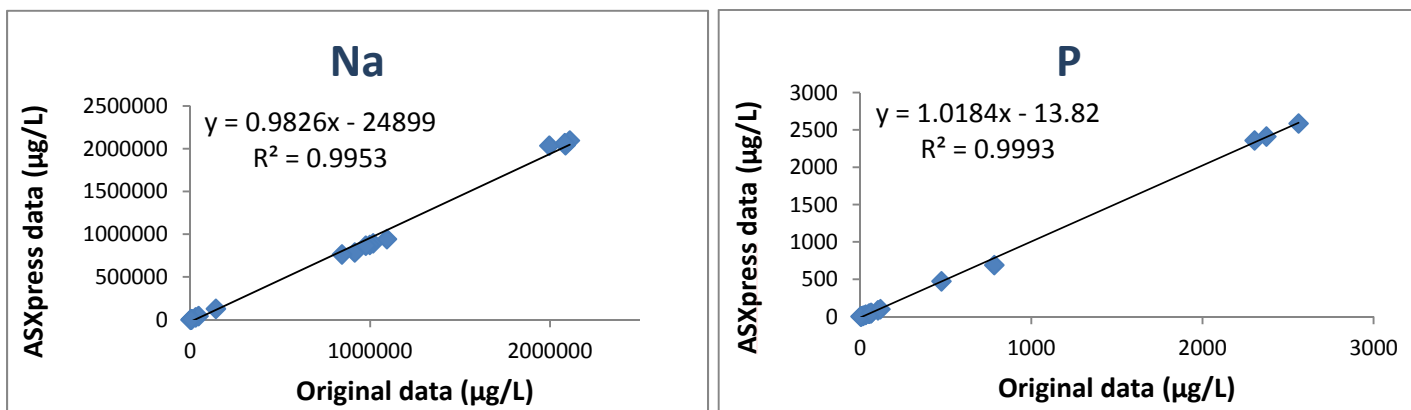 Na
y = 0.9826x - 24899
R² = 0.9953
ASXpress data (µg/L)
2500000
2000000
1500000
1000000
500000
0
0
1000000
2000000
Original data (µg/L)
P
y = 1.0184x - 13.82
R² = 0.9993
ASXpress data (µg/L)
3000
2500
2000
1500
1000
500
0
0
1000
2000
3000
Original data (µg/L)